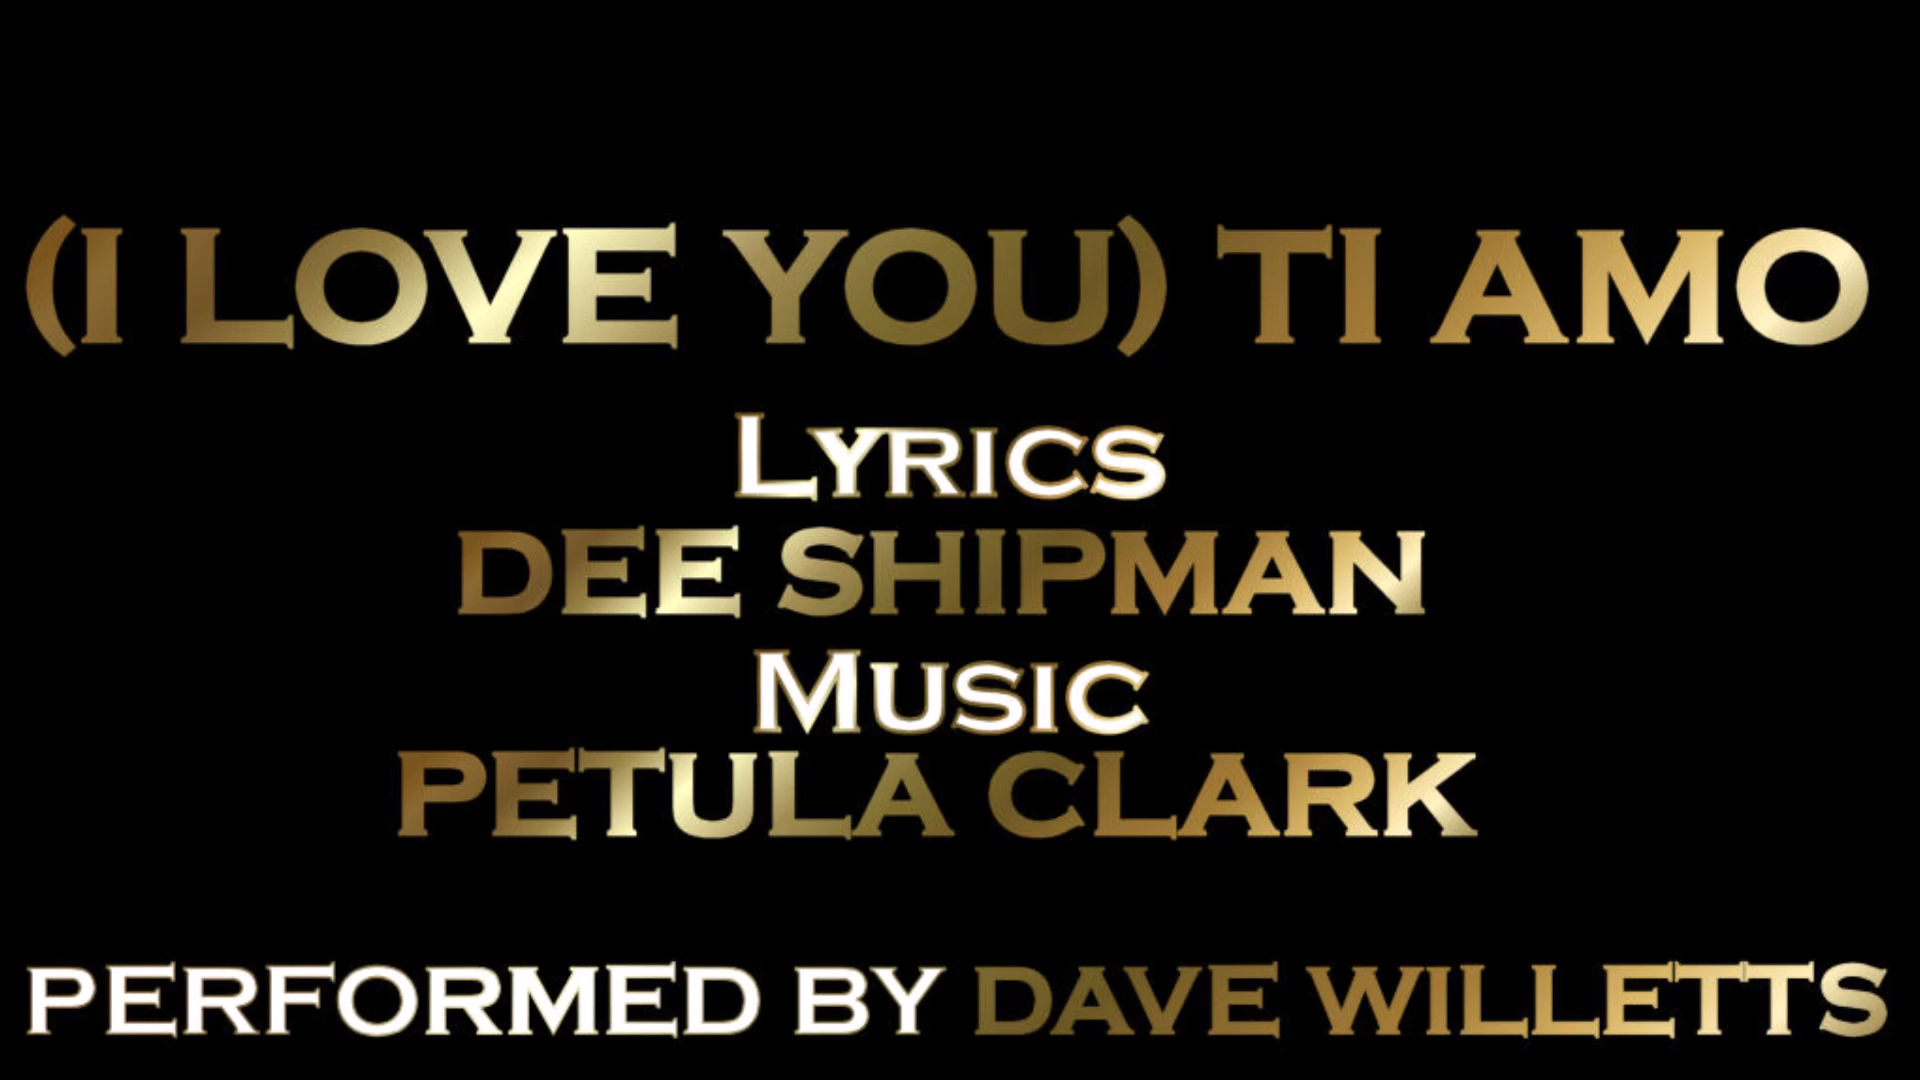 (I LOVE YOU) TI AMO
LYRICS
DEE SHIPMAN
MUSIC
PETULA CLARK
PERFORMED BY DAVE WILLETTS